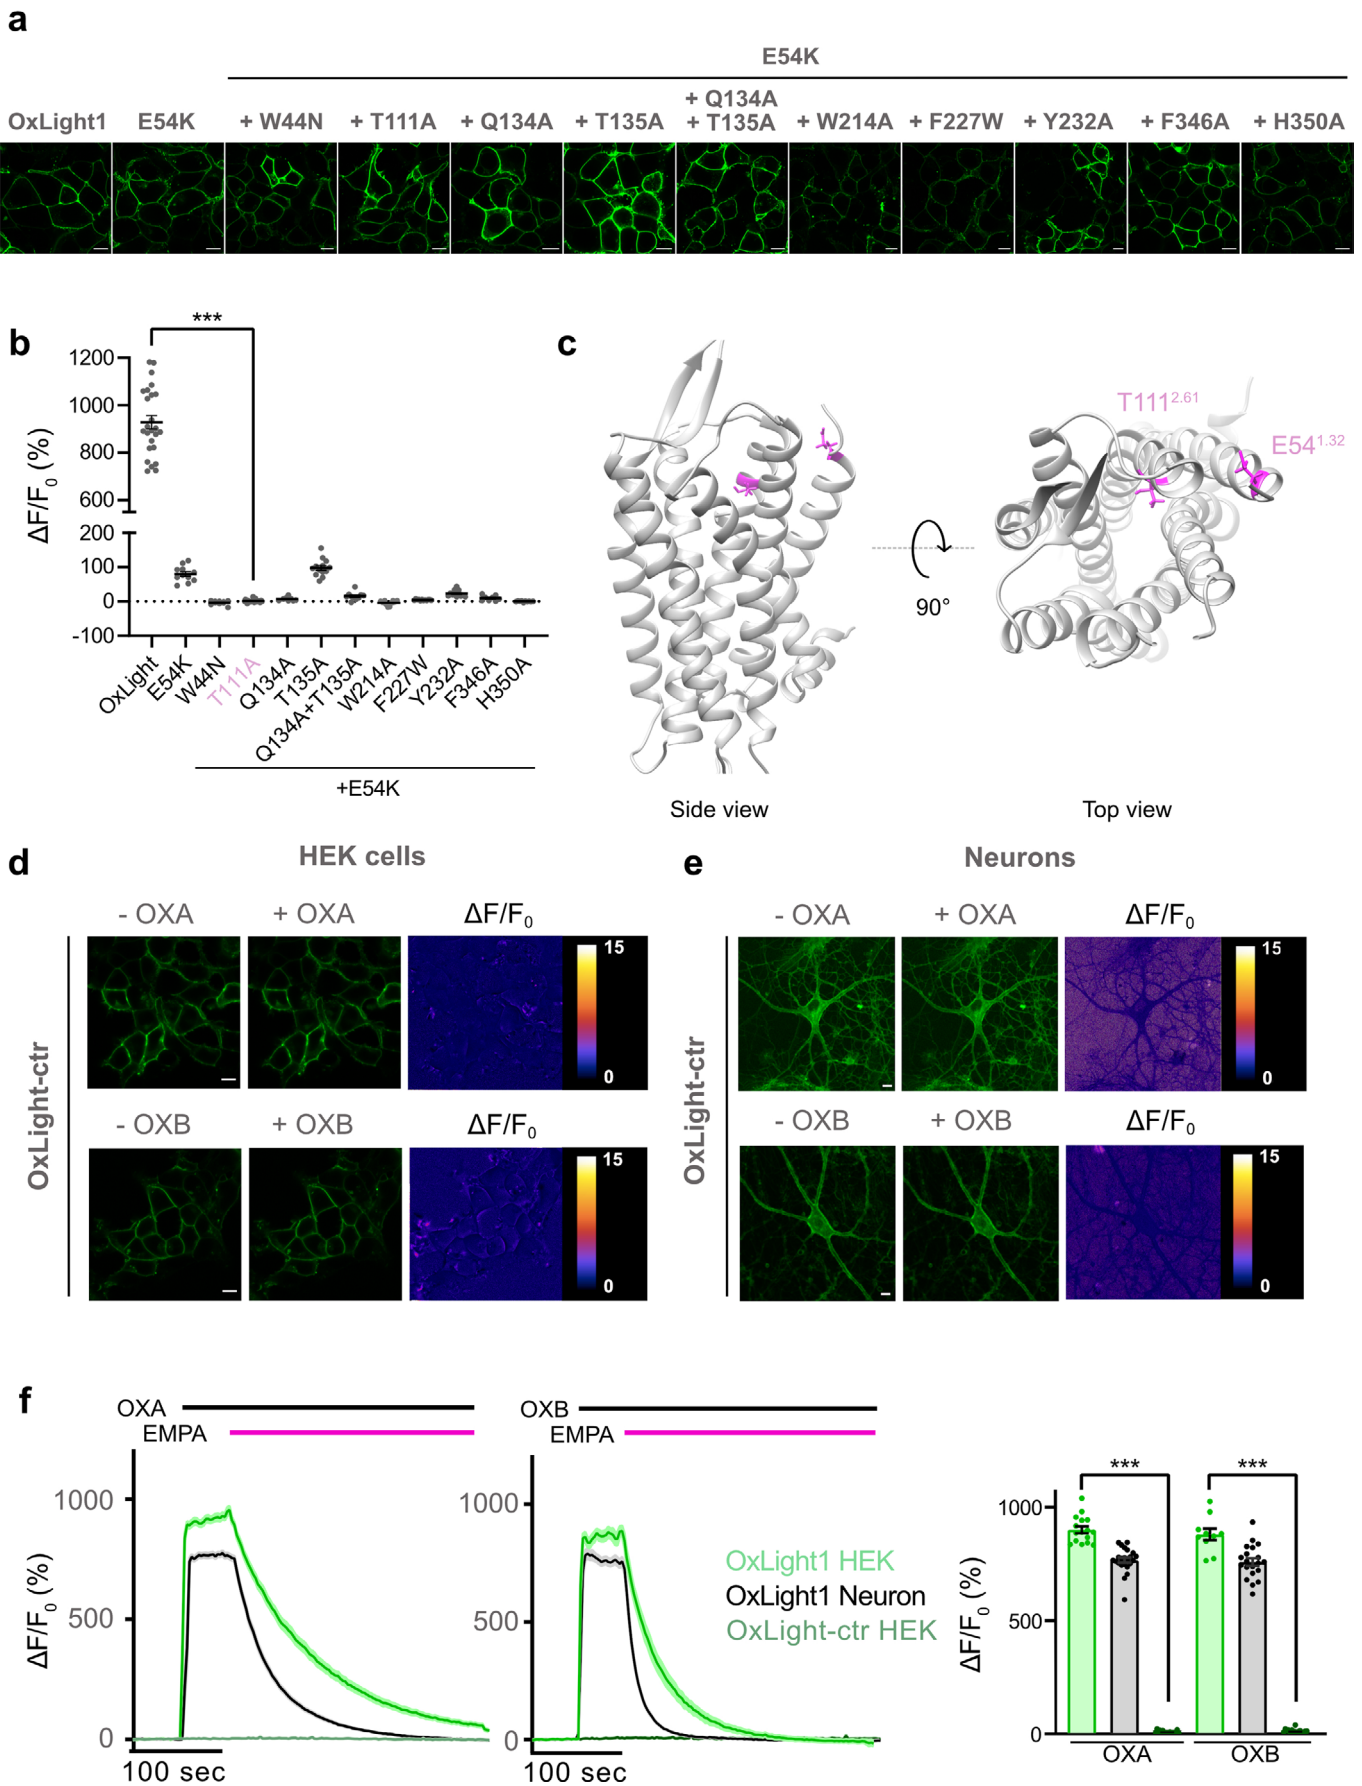 a
E54K
+ Q134A
OxLight1 E54K + W44N + T111A + Q134A + T135A + T135A + W214A + F227W + Y232A + F346A + H350A
b
***
ΔF/F0 (%)
1200
1000
800
600
200
100
0
-100
OxLight E54K W44N T111A Q134A T135A Q134A+T135A W214A F227W Y232A F346A H350A
+E54K
c
T1112.61
E541.32
90°
Side view
Top view
d
HEK cells
- OXA + OXA ΔF/F0
15
0
OxLight-ctr
- OXB + OXB ΔF/F0
15
0
e
Neurons
- OXA + OXA ΔF/F0
15
0
OxLight-ctr
- OXB + OXB ΔF/F0
15
0
f
OXA
EMPA
ΔF/F0 (%)
1000
500
0
100 sec
OXB
EMPA
1000
500
0
100 sec
OxLight1 HEK
OxLight1 Neuron
OxLight-ctr HEK
*** ***
ΔF/F0 (%)
1000
500
0
OXA OXB